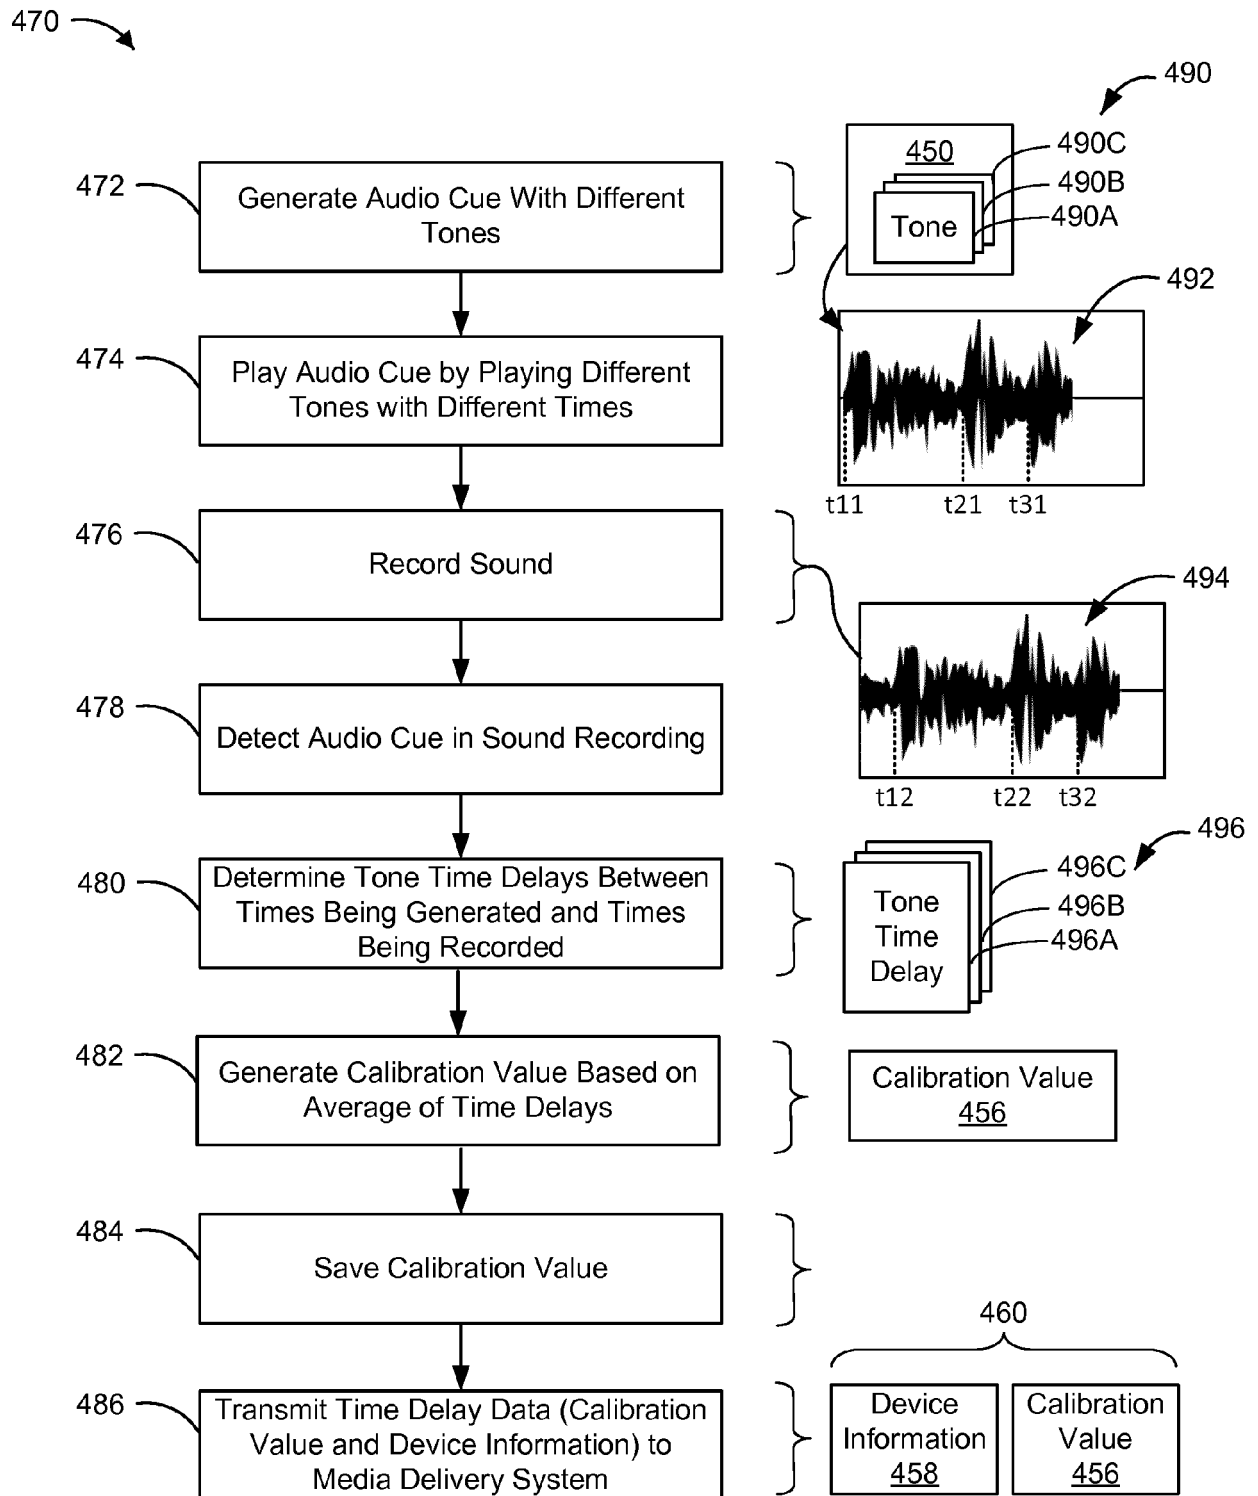 470
490
472
Generate Audio Cue With Different
Tones
450
Tone
490C
490B
490A
474
Play Audio Cue by Playing Different
Tones with Different Times
492
t11
t21
t31
476
Record Sound
494
t12
t22
t32
478
Detect Audio Cue in Sound Recording
480
Determine Tone Time Delays Between
Times Being Generated and Times
Being Recorded
496
Tone
Time
Delay
496C
496B
496A
482
Generate Calibration Value Based on
Average of Time Delays
Calibration Value
456
484
Save Calibration Value
460
486
Transmit Time Delay Data (Calibration
Value and Device Information) to
Media Delivery System
Device
Information
458
Calibration
Value
456